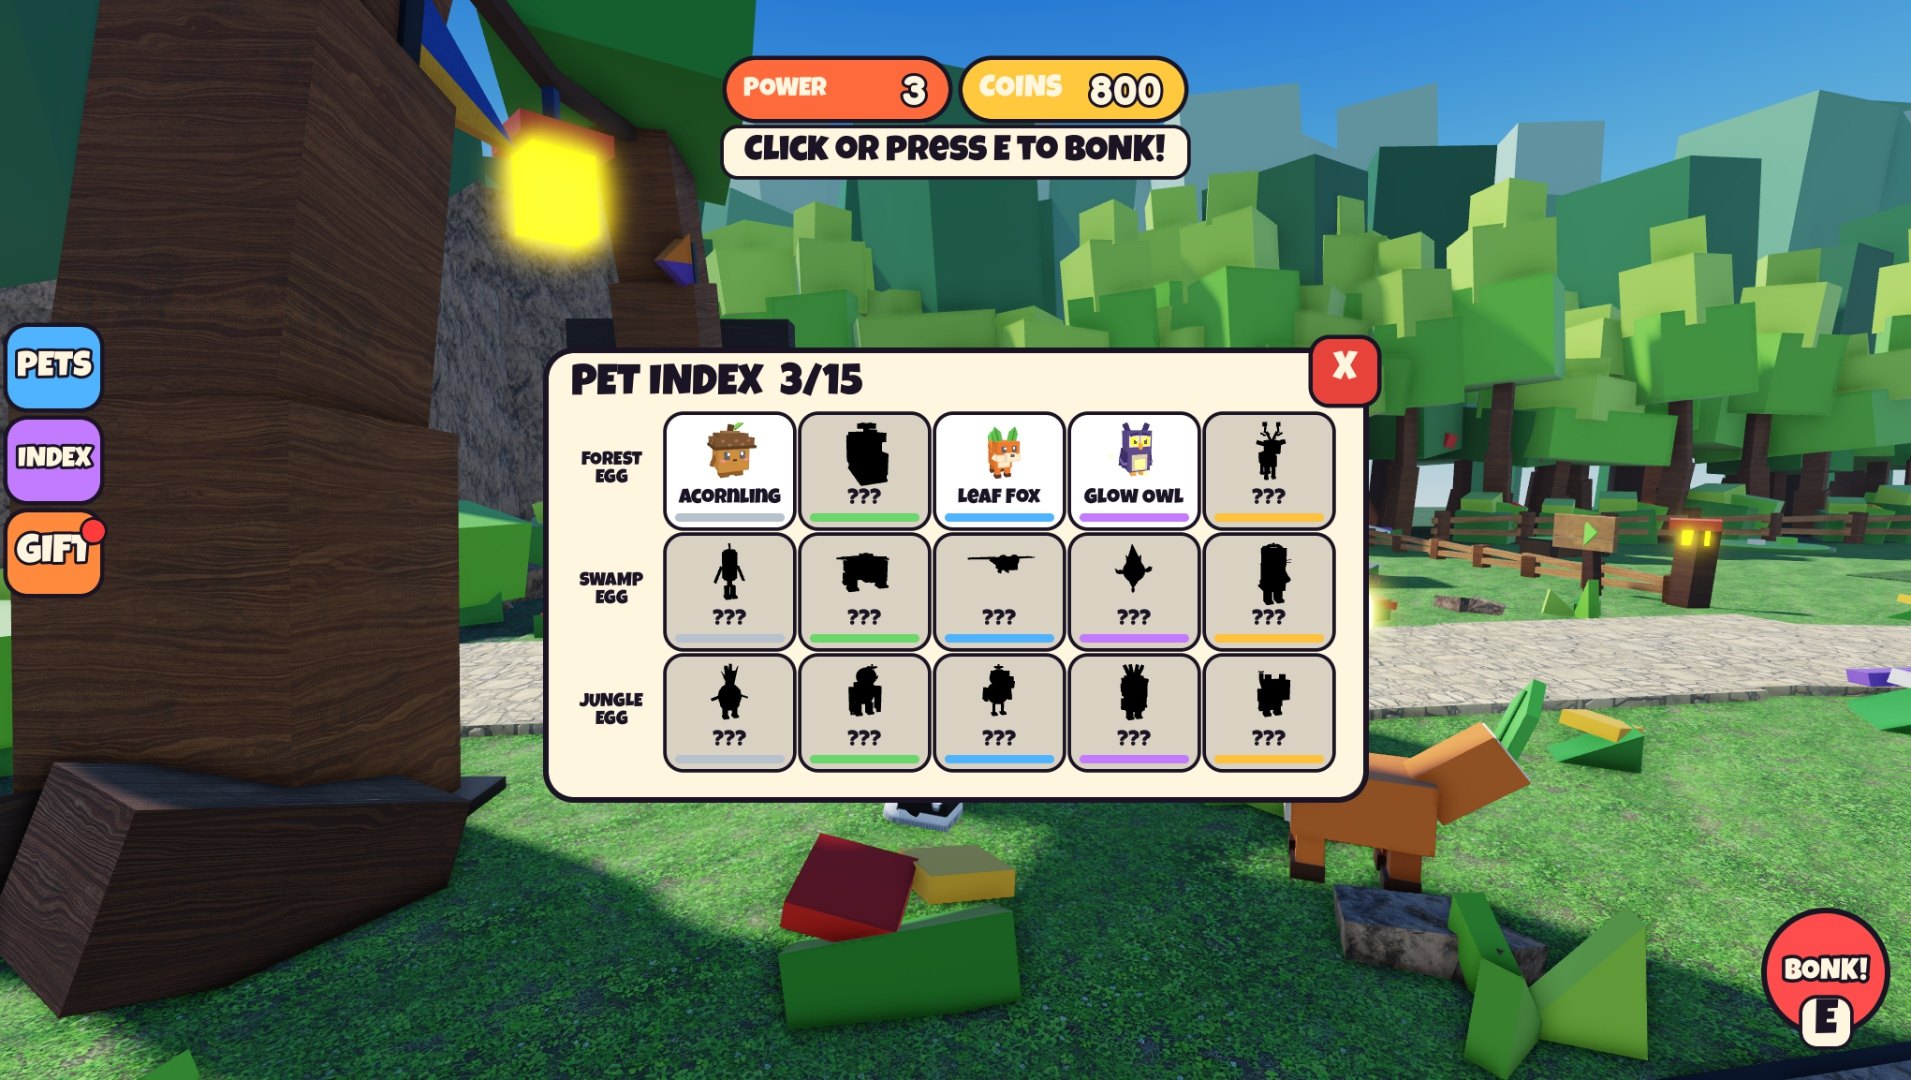 POWER 3
COINS 800
CLICK OR PRESS E TO BONK!
PETS
INDEX
GIFT
PET INDEX 3/15
X
FOREST
EGG
ACORNLING
???
LEAF FOX
GLOW OWL
???
SWAMP
EGG
???
???
???
???
???
JUNGLE
EGG
???
???
???
???
???
BONK!
E